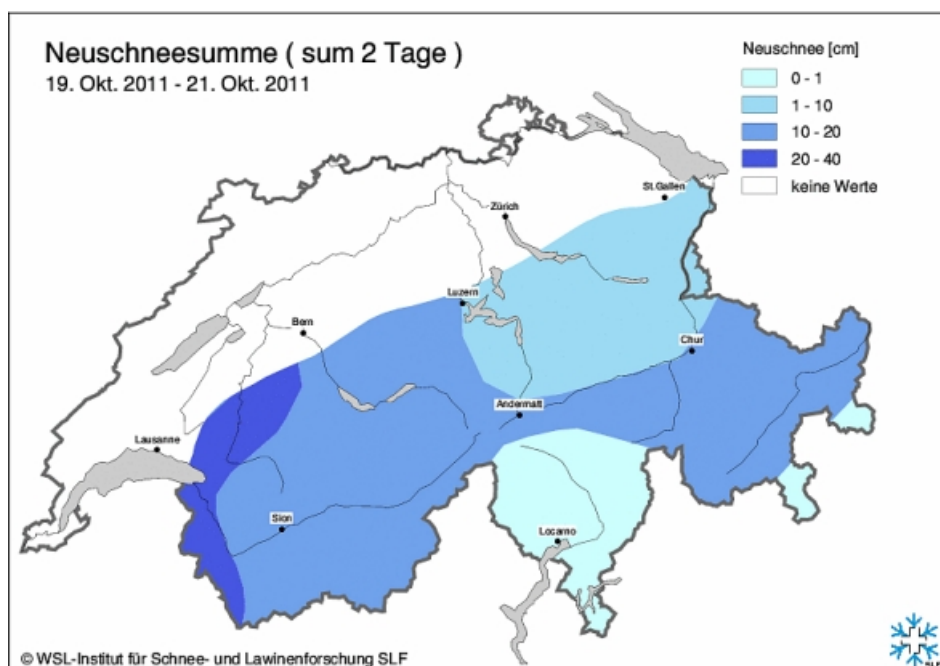 Neuschneesumme ( sum 2 Tage )
19. Okt. 2011 - 21. Okt. 2011
Neuschnee [cm]
0 - 1
1 - 10
10 - 20
20 - 40
keine Werte
St.Gallen
Zürich
Luzern
Bern
Chur
Andermatt
Lausanne
Sion
Locarno
© WSL-Institut für Schnee- und Lawinenforschung SLF